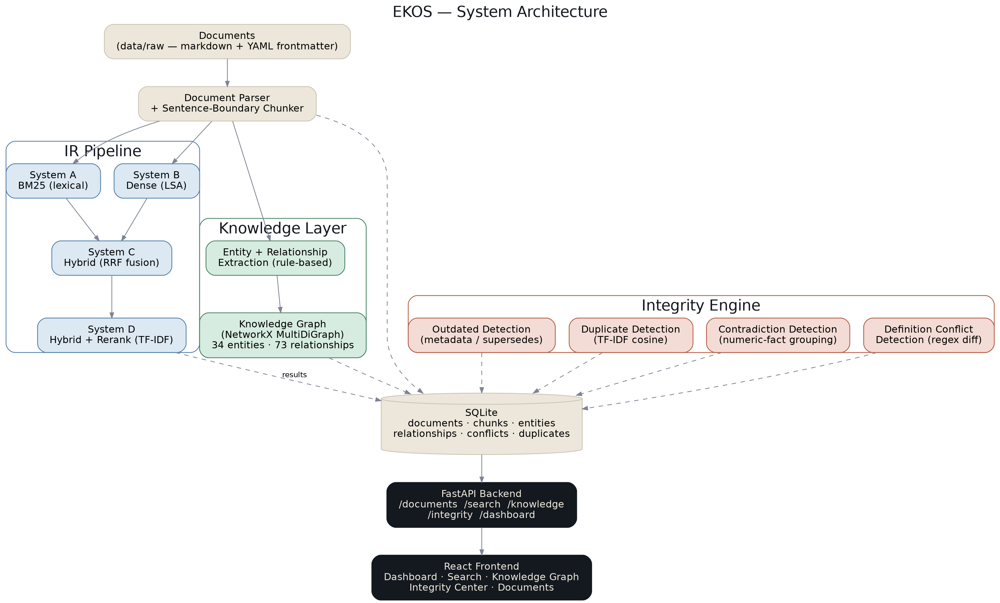 EKOS — System Architecture
Documents
(data/raw — markdown + YAML frontmatter)
Document Parser
+ Sentence-Boundary Chunker
IR Pipeline
System A
BM25 (lexical)
System B
Dense (LSA)
System C
Hybrid (RRF fusion)
System D
Hybrid + Rerank (TF-IDF)
Knowledge Layer
Entity + Relationship
Extraction (rule-based)
Knowledge Graph
(NetworkX MultiDiGraph)
34 entities · 73 relationships
Integrity Engine
Outdated Detection
(metadata / supersedes)
Duplicate Detection
(TF-IDF cosine)
Contradiction Detection
(numeric-fact grouping)
Definition Conflict
Detection (regex diff)
results
SQLite
documents · chunks · entities
relationships · conflicts · duplicates
FastAPI Backend
/documents  /search  /knowledge
/integrity  /dashboard
React Frontend
Dashboard · Search · Knowledge Graph
Integrity Center · Documents